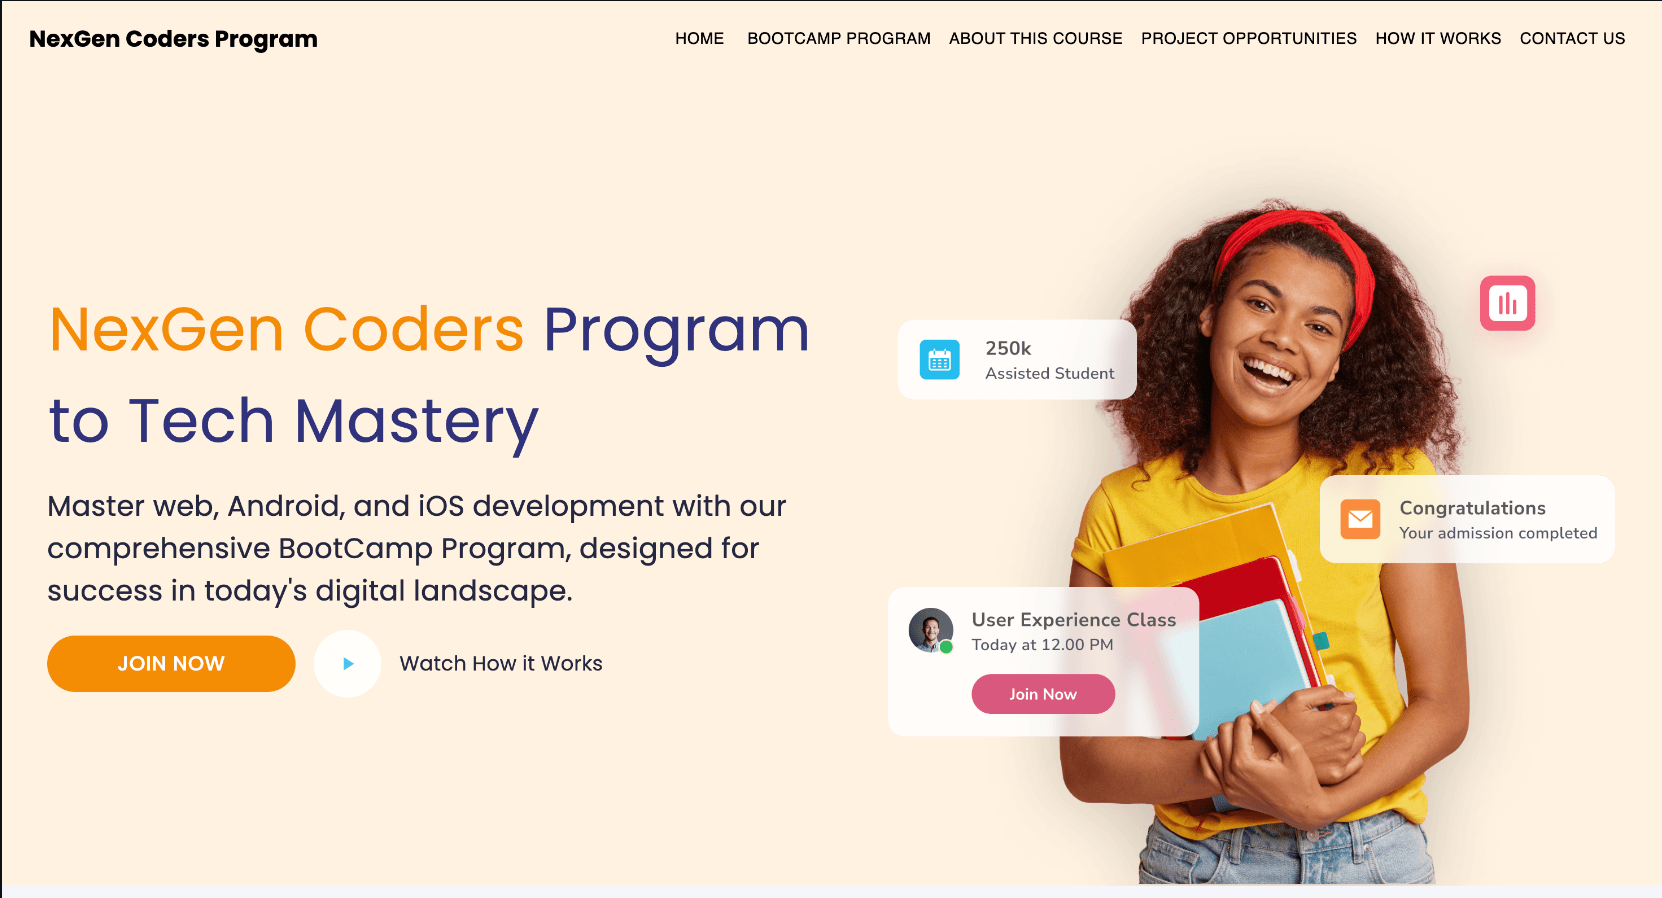 NexGen Coders Program
HOME BOOTCAMP PROGRAM ABOUT THIS COURSE PROJECT OPPORTUNITIES HOW IT WORKS CONTACT US
NexGen Coders Program
to Tech Mastery
Master web, Android, and iOS development with our
comprehensive BootCamp Program, designed for
success in today's digital landscape.
JOIN NOW
Watch How it Works
250k
Assisted Student
Congratulations
Your admission completed
User Experience Class
Today at 12.00 PM
Join Now